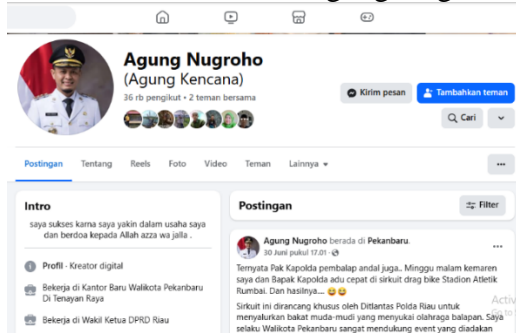 Agung Nugroho
(Agung Kencana)
36 rb pengikut • 2 teman bersama
Kirim pesan
Tambahkan teman
Cari
Postingan Tentang Reels Foto Video Teman Lainnya
Intro
saya sukses karna saya yakin dalam usaha saya
dan berdoa kepada Allah azza wa jalla .
Profil · Kreator digital
Bekerja di Kantor Baru Walikota Pekanbaru
Di Tenayan Raya
Bekerja di Wakil Ketua DPRD Riau
Postingan
Filter
Agung Nugroho berada di Pekanbaru.
30 Juni pukul 17.01 ·
Ternyata Pak Kapolda pembalap andal juga.. Minggu malam kemaren
saya dan Bapak Kapolda adu cepat di sirkuit drag bike Stadion Atletik
Rumbai. Dan hasilnya.... 😄😄
Sirkuit ini dirancang khusus oleh Ditlantas Polda Riau untuk
menyalurkan bakat muda-mudi yang menyukai olahraga balapan. Saya
selaku Walikota Pekanbaru sangat mendukung event yang diadakan
Activ
Go to